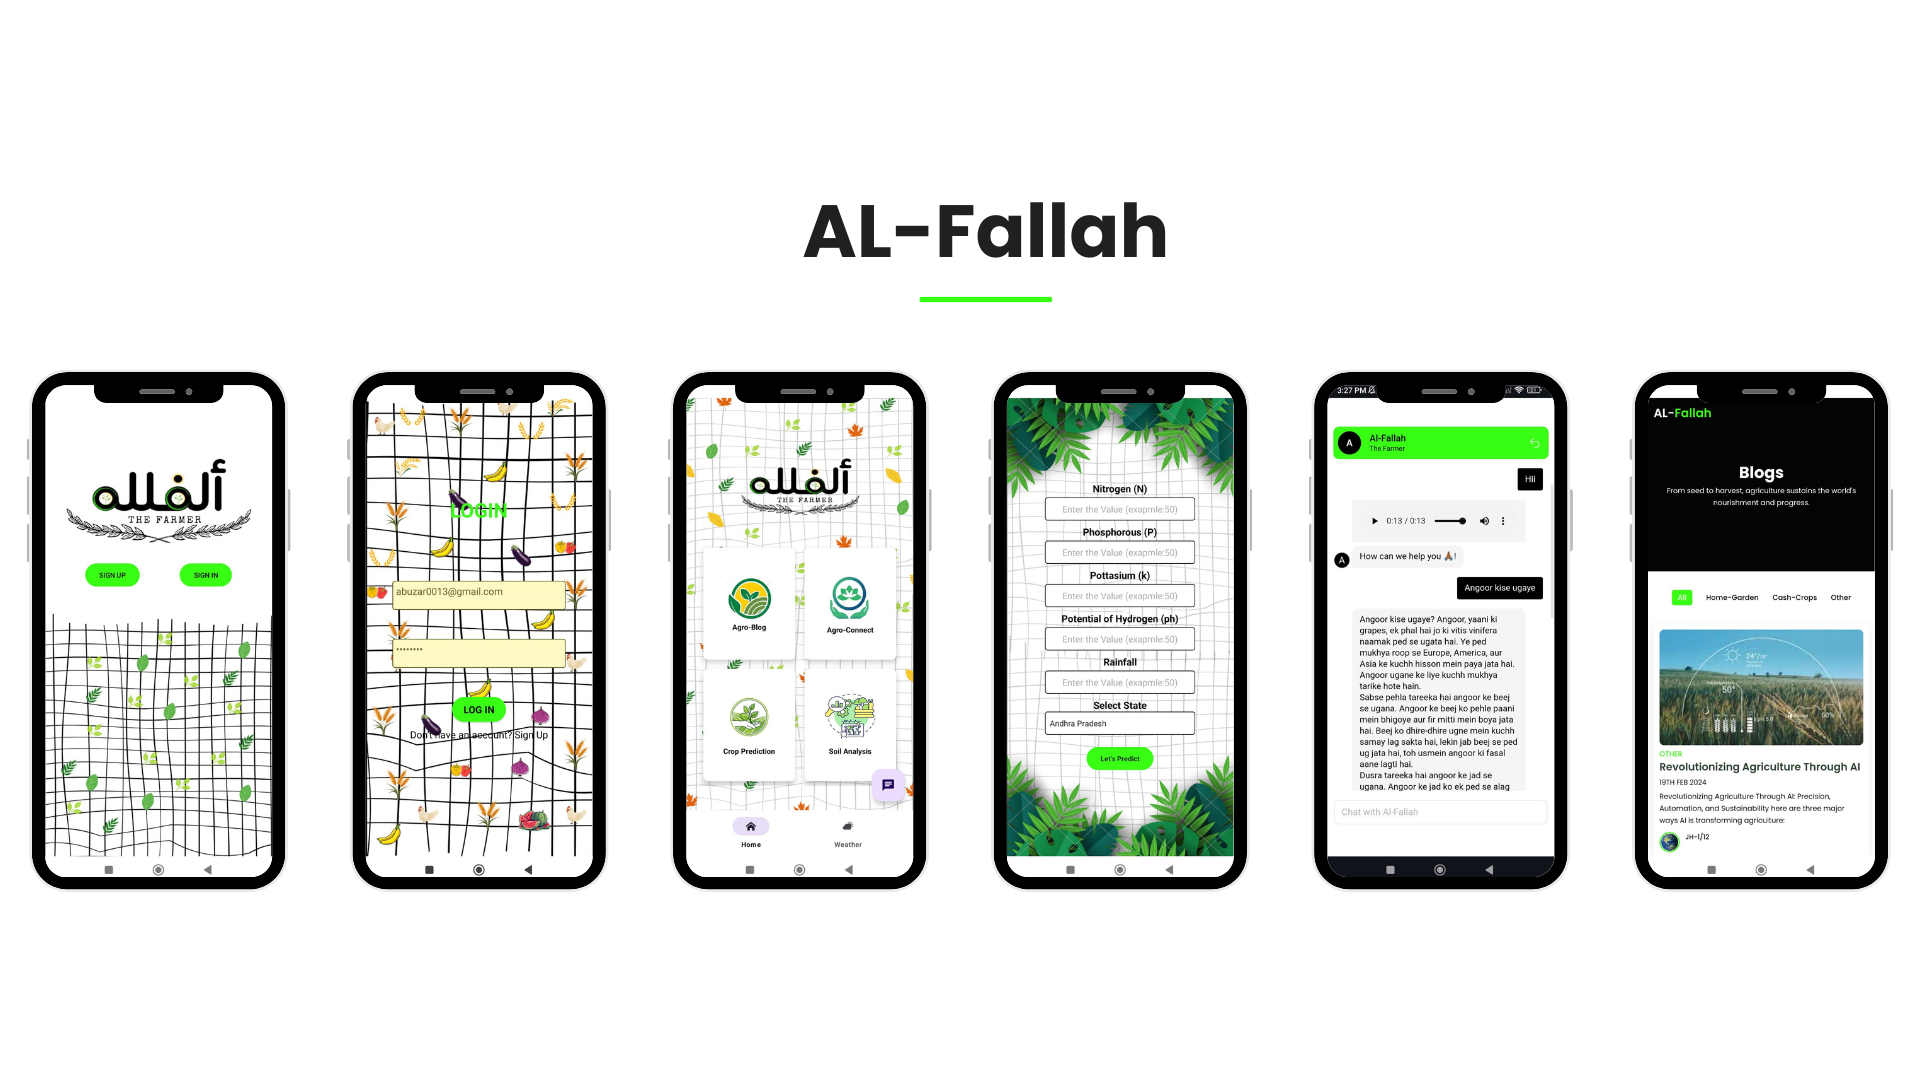 AL-Fallah
ألفلله
THE FARMER
SIGN UP
SIGN IN
LOGIN
abuzar0013@gmail.com
********
LOG IN
Don't have an account? Sign Up
ألفلله
THE FARMER
Agro-Blog
Agro-Connect
Crop Prediction
Soil Analysis
Home
Weather
Nitrogen (N)
Enter the Value (exapmle:50)
Phosphorous (P)
Enter the Value (exapmle:50)
Pottasium (k)
Enter the Value (exapmle:50)
Potential of Hydrogen (ph)
Enter the Value (exapmle:50)
Rainfall
Enter the Value (exapmle:50)
Select State
Andhra Pradesh
Let's Predict
3:27 PM
A
Al-Fallah
The Farmer
Hii
0:13 / 0:13
A
How can we help you 🙏🏾!
Angoor kise ugaye
Angoor kise ugaye? Angoor, yaani ki
grapes, ek phal hai jo ki vitis vinifera
naamak ped se ugata hai. Ye ped
mukhya roop se Europe, America, aur
Asia ke kuchh hisson mein paya jata hai.
Angoor ugane ke liye kuchh mukhya
tarike hote hain.
Sabse pehla tareeka hai angoor ke beej
se ugana. Angoor ke beej ko pehle paani
mein bhigoye aur fir mitti mein boya jata
hai. Beej ko dhire-dhire ugne mein kuchh
samay lag sakta hai, lekin jab beej se ped
ug jata hai, toh usmein angoor ki fasal
aane lagti hai.
Dusra tareeka hai angoor ke jad se
ugana. Angoor ke jad ko ek ped se alag
Chat with Al-Fallah
AL-Fallah
Blogs
From seed to harvest, agriculture sustains the world's
nourishment and progress.
All
Home-Garden
Cash-Crops
Other
24°/
50°
50%
OTHER
Revolutionizing Agriculture Through AI
19TH FEB 2024
Revolutionizing Agriculture Through AI: Precision,
Automation, and Sustainability here are three major
ways AI is transforming agriculture:
JH-1/12